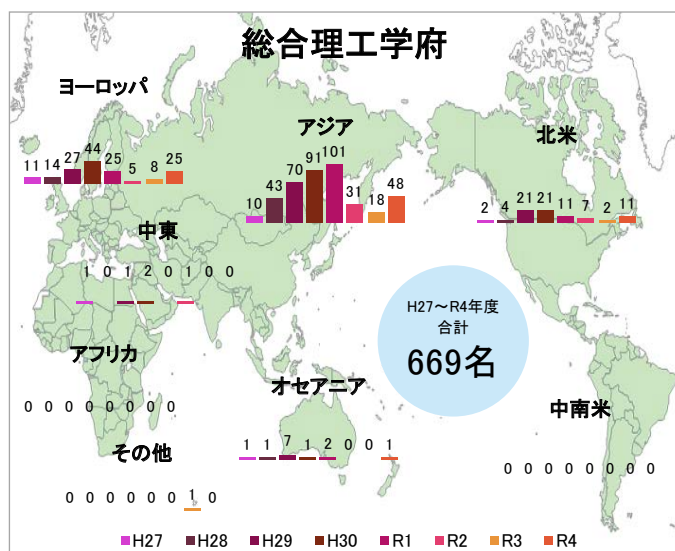 総合理工学府
ヨーロッパ
11 14 27 44 25 5 8 25
アジア
10 43 70 91 101 31 18 48
北米
2 4 21 21 11 7 2 11
中東
1 0 1 2 0 1 0 0
H27～R4年度
合計
669名
アフリカ
0 0 0 0 0 0 0 0
オセアニア
1 1 7 1 2 0 0 1
中南米
0 0 0 0 0 0 0 0
その他
0 0 0 0 0 0 1 0
H27 H28 H29 H30 R1 R2 R3 R4